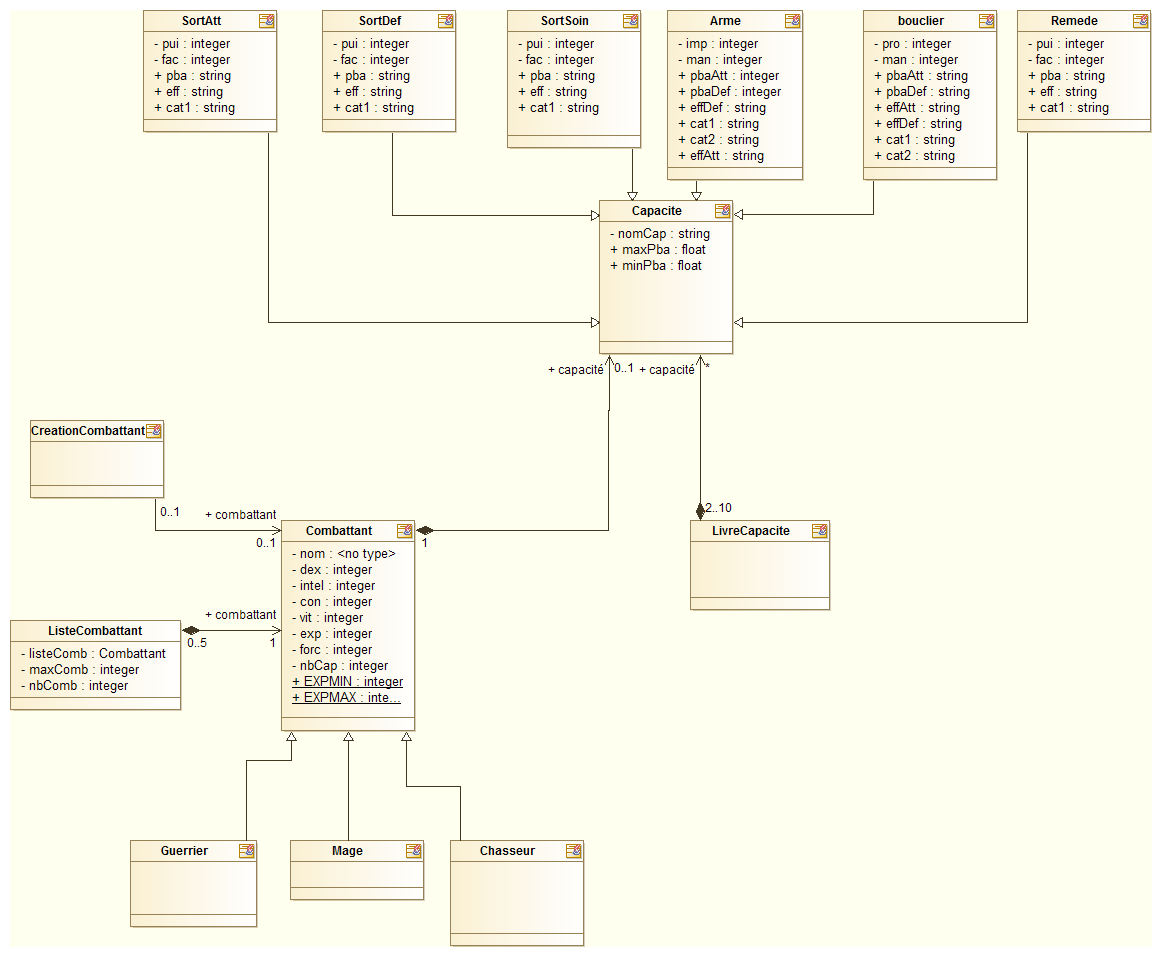 SortAtt
- pui : integer
- fac : integer
+ pba : string
+ eff : string
+ cat1 : string
SortDef
- pui : integer
- fac : integer
+ pba : string
+ eff : string
+ cat1 : string
SortSoin
- pui : integer
- fac : integer
+ pba : string
+ eff : string
+ cat1 : string
Arme
- imp : integer
- man : integer
+ pbaAtt : integer
+ pbaDef : integer
+ effDef : string
+ cat1 : string
+ cat2 : string
+ effAtt : string
bouclier
- pro : integer
- man : integer
+ pbaAtt : string
+ pbaDef : string
+ effAtt : string
+ effDef : string
+ cat1 : string
+ cat2 : string
Remede
- pui : integer
- fac : integer
+ pba : string
+ eff : string
+ cat1 : string
Capacite
- nomCap : string
+ maxPba : float
+ minPba : float
+ capacité
0..1
+ capacité
*
CreationCombattant
0..1
+ combattant
0..1
Combattant
- nom : <no type>
- dex : integer
- intel : integer
- con : integer
- vit : integer
- exp : integer
- forc : integer
- nbCap : integer
+ EXPMIN : integer
+ EXPMAX : inte...
1
2..10
LivreCapacite
+ combattant
0..5
1
ListeCombattant
- listeComb : Combattant
- maxComb : integer
- nbComb : integer
Guerrier
Mage
Chasseur